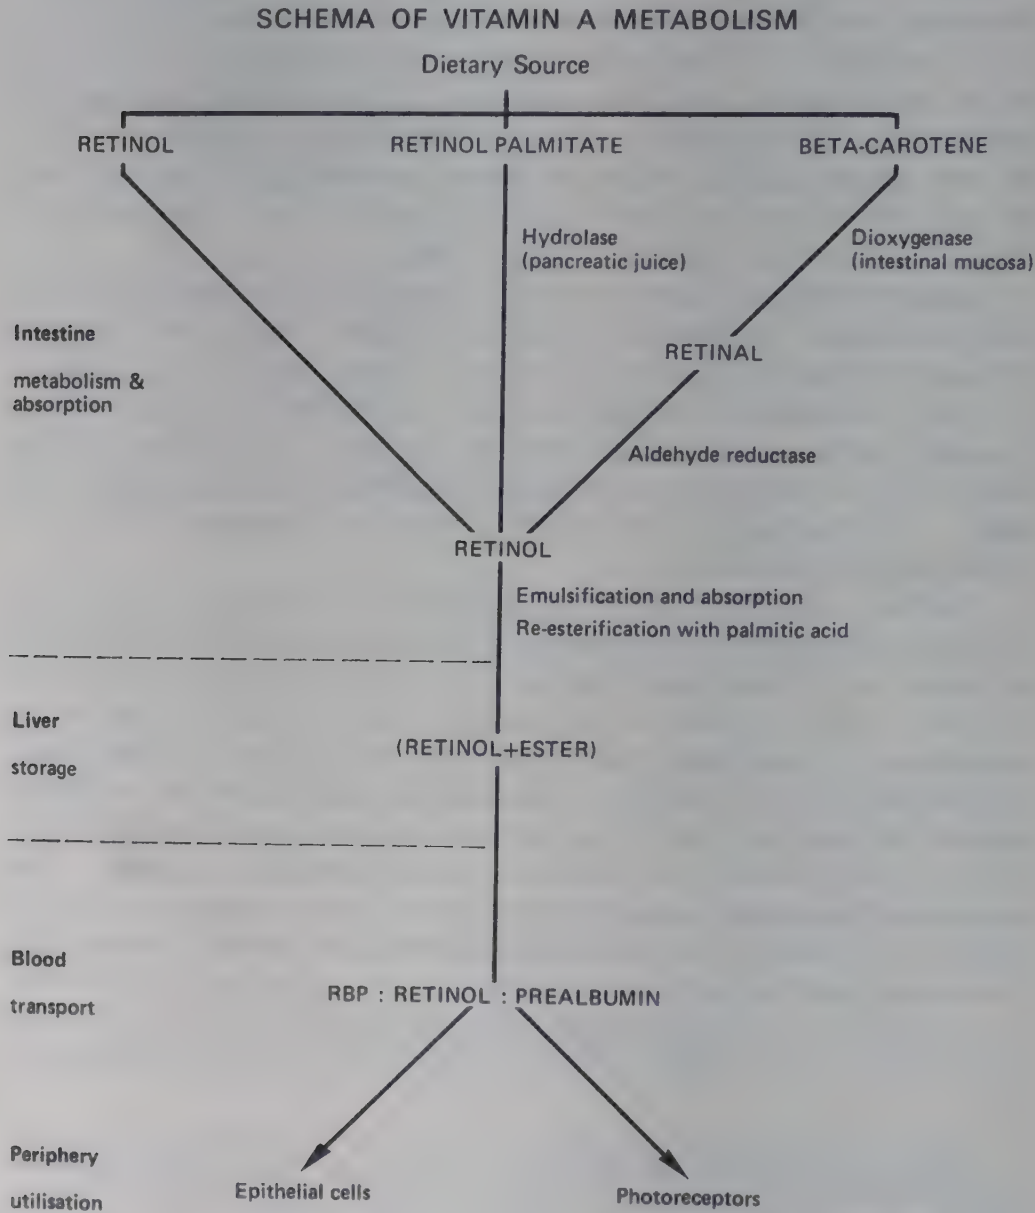 SCHEMA OF VITAMIN A METABOLISM
Dietary Source
RETINOL RETINOL PALMITATE BETA-CAROTENE
Hydrolase
(pancreatic juice)
Dioxygenase
(intestinal mucosa)
Intestine
metabolism &
absorption
RETINAL
Aldehyde reductase
RETINOL
Emulsification and absorption
Re-esterification with palmitic acid
Liver
storage
(RETINOL+ESTER)
Blood
transport
RBP : RETINOL : PREALBUMIN
Periphery
utilisation
Epithelial cells
Photoreceptors